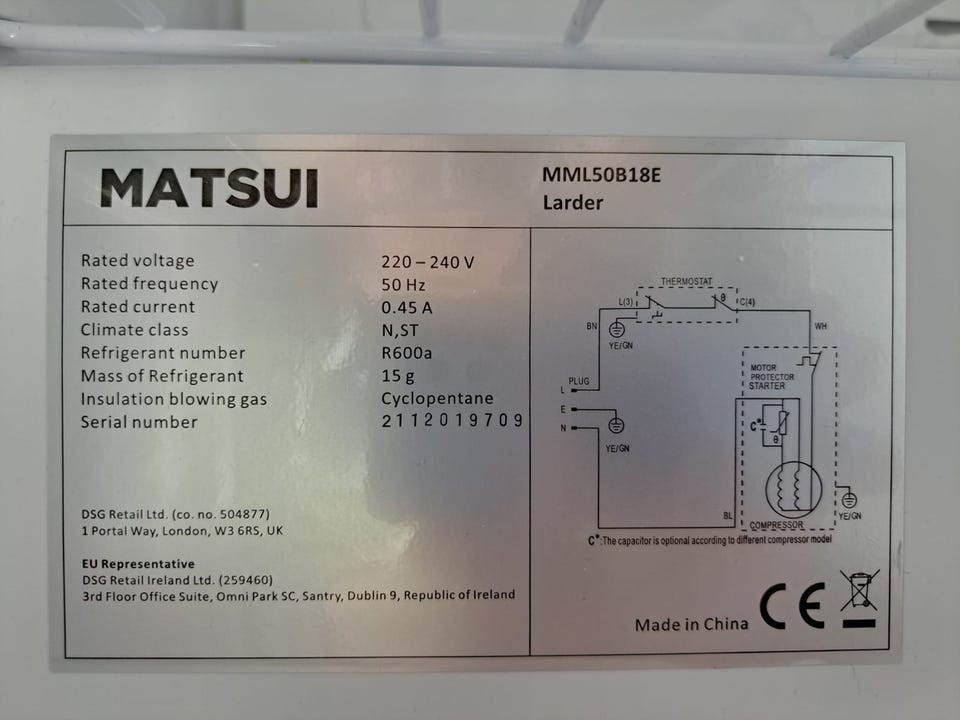 MATSUI
MML50B18E
Larder
Rated voltage 220–240 V
Rated frequency 50 Hz
Rated current 0.45 A
Climate class N,ST
Refrigerant number R600a
Mass of Refrigerant 15 g
Insulation blowing gas Cyclopentane
Serial number 2112019709
DSG Retail Ltd. (co. no. 504877)
1 Portal Way, London, W3 6RS, UK
EU Representative
DSG Retail Ireland Ltd. (259460)
3rd Floor Office Suite, Omni Park SC, Santry, Dublin 9, Republic of Ireland
THERMOSTAT
L(3) θ C(4)
BN WH
YE/GN
MOTOR
PROTECTOR
STARTER
PLUG
L
E
N
YE/GN
C*
θ
BL
YE/GN
COMPRESSOR
C*:The capacitor is optional according to different compressor model
Made in China
CE